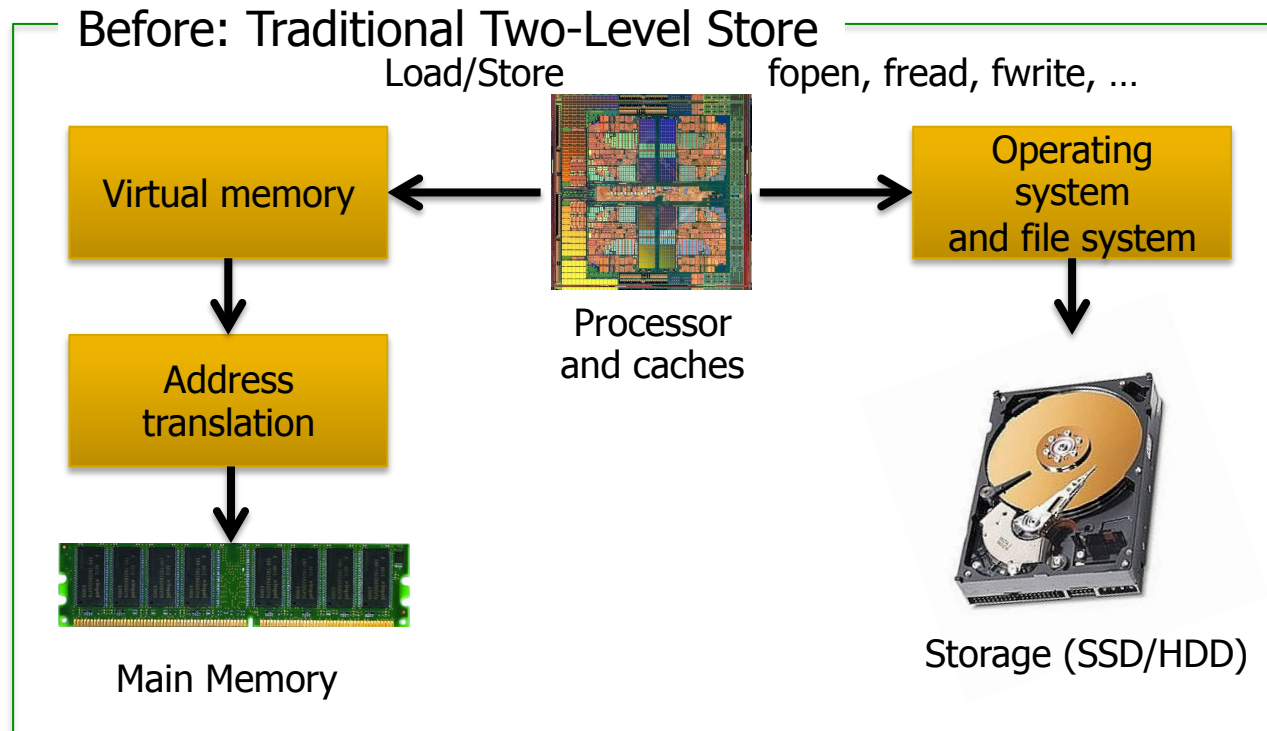 Before: Traditional Two-Level Store
Load/Store
fopen, fread, fwrite, …
Virtual memory
Operating
system
and file system
Processor
and caches
Address
translation
Main Memory
Storage (SSD/HDD)